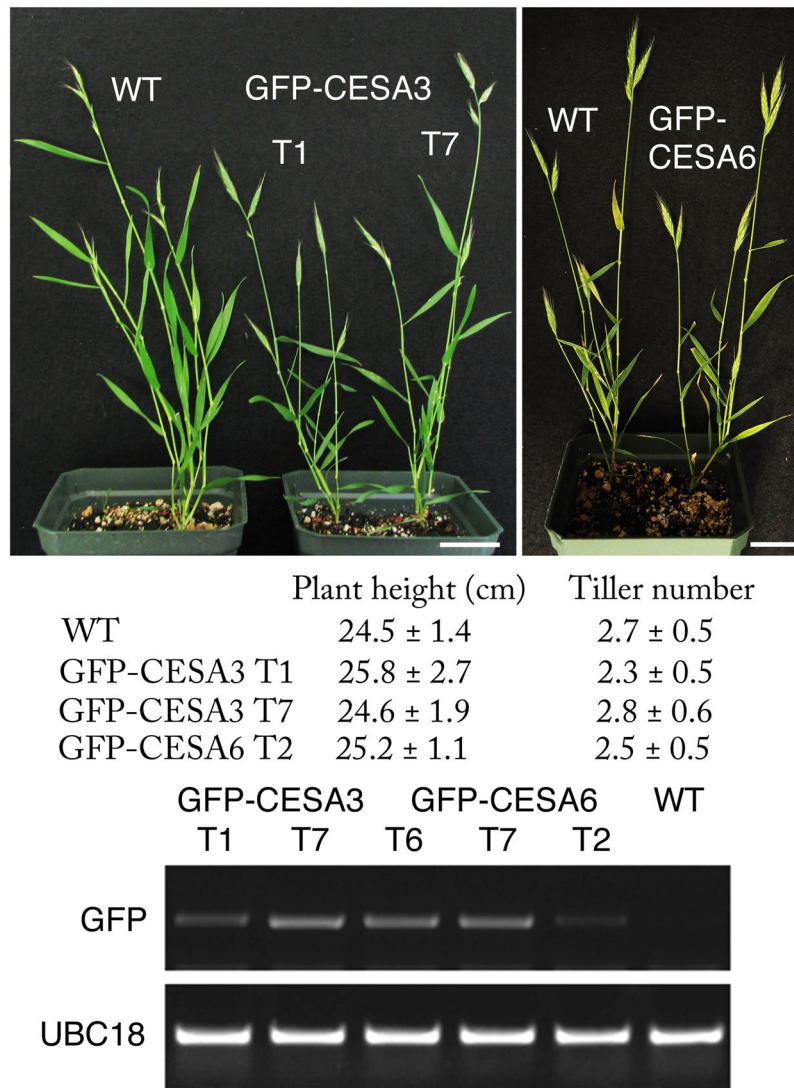 WT
GFP-CESA3
T1
T7
WT
GFP-
CESA6
Plant height (cm) Tiller number
WT 24.5 ± 1.4 2.7 ± 0.5
GFP-CESA3 T1 25.8 ± 2.7 2.3 ± 0.5
GFP-CESA3 T7 24.6 ± 1.9 2.8 ± 0.6
GFP-CESA6 T2 25.2 ± 1.1 2.5 ± 0.5
GFP-CESA3 GFP-CESA6 WT
T1 T7 T6 T7 T2
GFP
UBC18